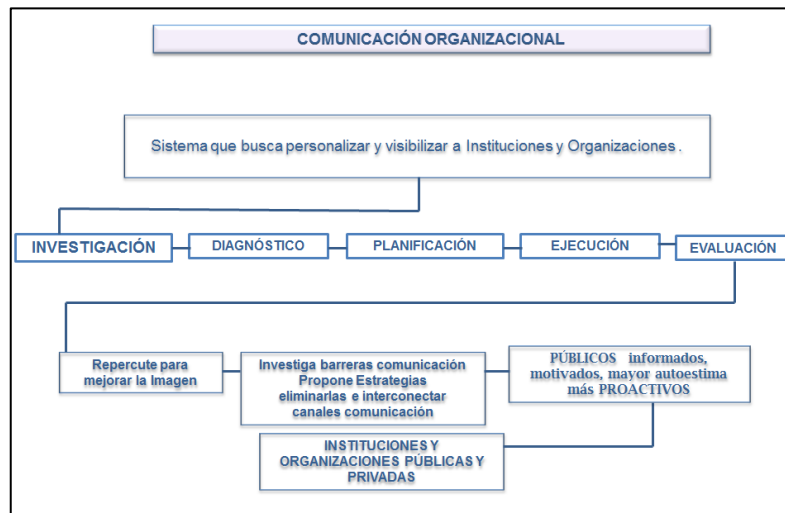 COMUNICACIÓN ORGANIZACIONAL
Sistema que busca personalizar y visibilizar a Instituciones y Organizaciones .
INVESTIGACIÓN
DIAGNÓSTICO
PLANIFICACIÓN
EJECUCIÓN
EVALUACIÓN
Repercute para
mejorar la Imagen
Investiga barreras comunicación
Propone Estrategias
eliminarlas e interconectar
canales comunicación
PÚBLICOS informados,
motivados, mayor autoestima
más PROACTIVOS
INSTITUCIONES Y
ORGANIZACIONES PÚBLICAS Y
PRIVADAS